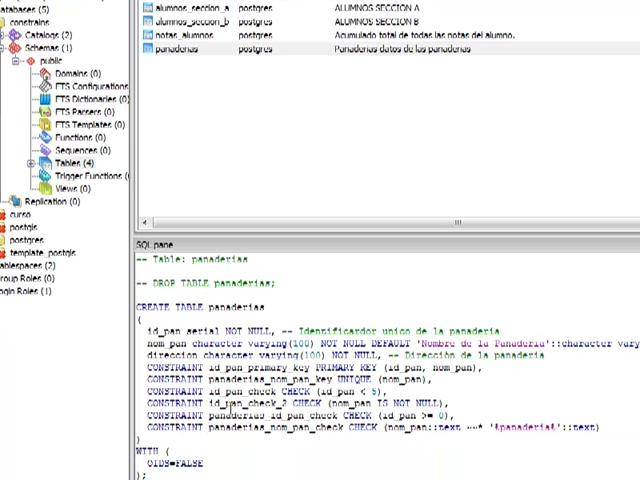 atabases (5)
constrains
Catalogs (2)
Schemas (1)
public
Domains (0)
FTS Configurations
FTS Dictionaries (0)
FTS Parsers (0)
FTS Templates (0)
Functions (0)
Sequences (0)
Tables (4)
Trigger Functions (
Views (0)
Replication (0)
curso
postgis
postgres
template_postgis
ablespaces (2)
roup Roles (0)
ogin Roles (1)
alumnos_seccion_a postgres ALUMNOS SECCION A
alumnos_seccion_b postgres ALUMNOS SECCION B
notas_alumnos postgres Acumulado total de todas las notas del alumno.
panaderias postgres Panaderias datos de las panaderias
SQL pane
-- Table: panaderias
-- DROP TABLE panaderias;
CREATE TABLE panaderias
(
id_pan serial NOT NULL, -- Identificardor unico de la panaderia
nom_pan character varying(100) NOT NULL DEFAULT 'Nombre de la Panaderia'::character vary
direccion character varying(100) NOT NULL, -- Dirección de la panaderia
CONSTRAINT id_pan_primary_key PRIMARY KEY (id_pan, nom_pan),
CONSTRAINT panaderias_nom_pan_key UNIQUE (nom_pan),
CONSTRAINT id_pan_check CHECK (id_pan < 5),
CONSTRAINT id_pan_check_2 CHECK (nom_pan IS NOT NULL),
CONSTRAINT panaderias_id_pan_check CHECK (id_pan >= 0),
CONSTRAINT panaderias_nom_pan_check CHECK (nom_pan::text ~~* '%panaderia%'::text)
)
WITH (
OIDS=FALSE
);